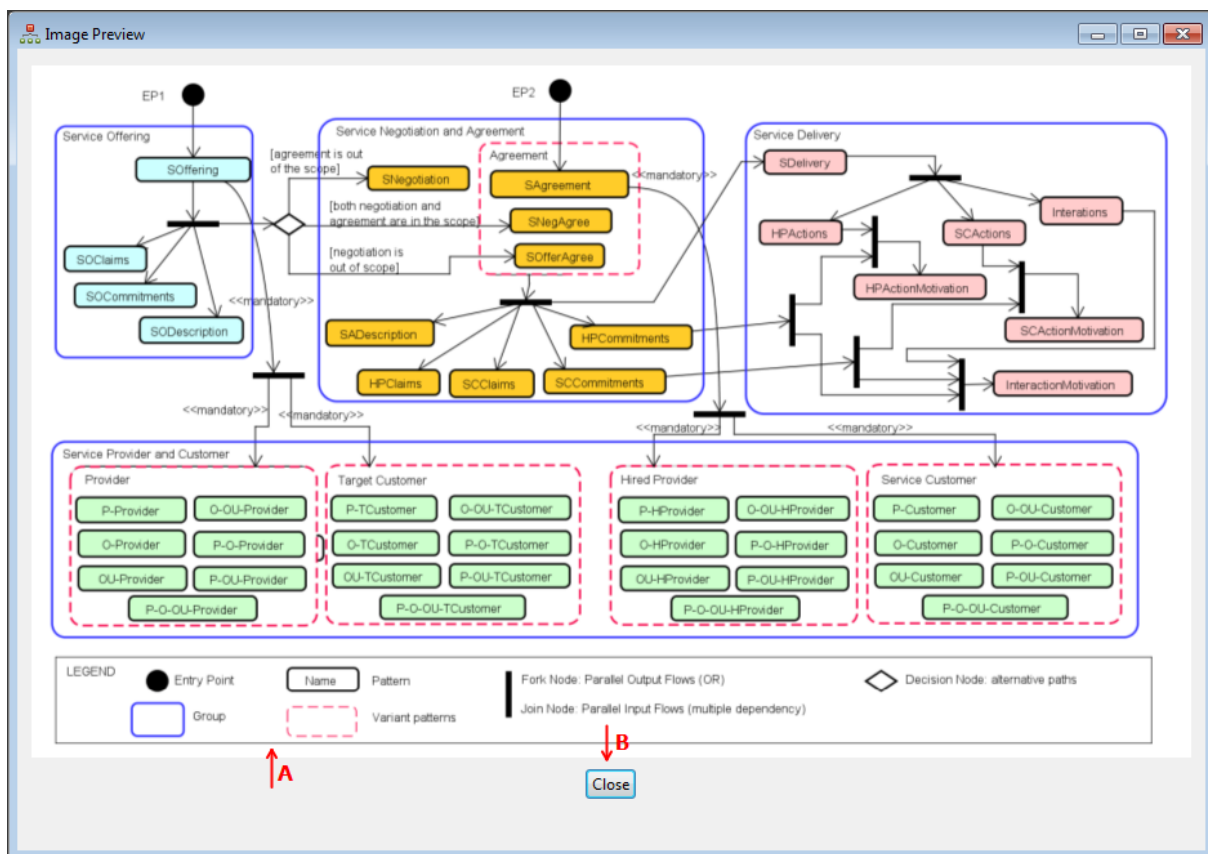 Image Preview
EP1
EP2
Service Offering
SOffering
SOClaims
SOCommitments
SODescription
[agreement is out
of the scope]
[both negotiation and
agreement are in the scope]
[negotiation is
out of scope]
<<mandatory>>
Service Negotiation and Agreement
SNegotiation
Agreement
SAgreement
SNegAgree
SOfferAgree
<<mandatory>>
SADescription
HPCommitments
HPClaims
SCClaims
SCCommitments
Service Delivery
SDelivery
Interations
HPActions
SCActions
HPActionMotivation
SCActionMotivation
InteractionMotivation
<<mandatory>>
<<mandatory>>
<<mandatory>>
<<mandatory>>
Service Provider and Customer
Provider
P-Provider
O-OU-Provider
O-Provider
P-O-Provider
OU-Provider
P-OU-Provider
P-O-OU-Provider
Target Customer
P-TCustomer
O-OU-TCustomer
O-TCustomer
P-O-TCustomer
OU-TCustomer
P-OU-TCustomer
P-O-OU-TCustomer
Hired Provider
P-HProvider
O-OU-HProvider
O-HProvider
P-O-HProvider
OU-HProvider
P-OU-HProvider
P-O-OU-HProvider
Service Customer
P-Customer
O-OU-Customer
O-Customer
P-O-Customer
OU-Customer
P-OU-Customer
P-O-OU-Customer
LEGEND
Entry Point
Name
Pattern
Fork Node: Parallel Output Flows (OR)
Decision Node: alternative paths
Group
Variant patterns
Join Node: Parallel Input Flows (multiple dependency)
A
B
Close